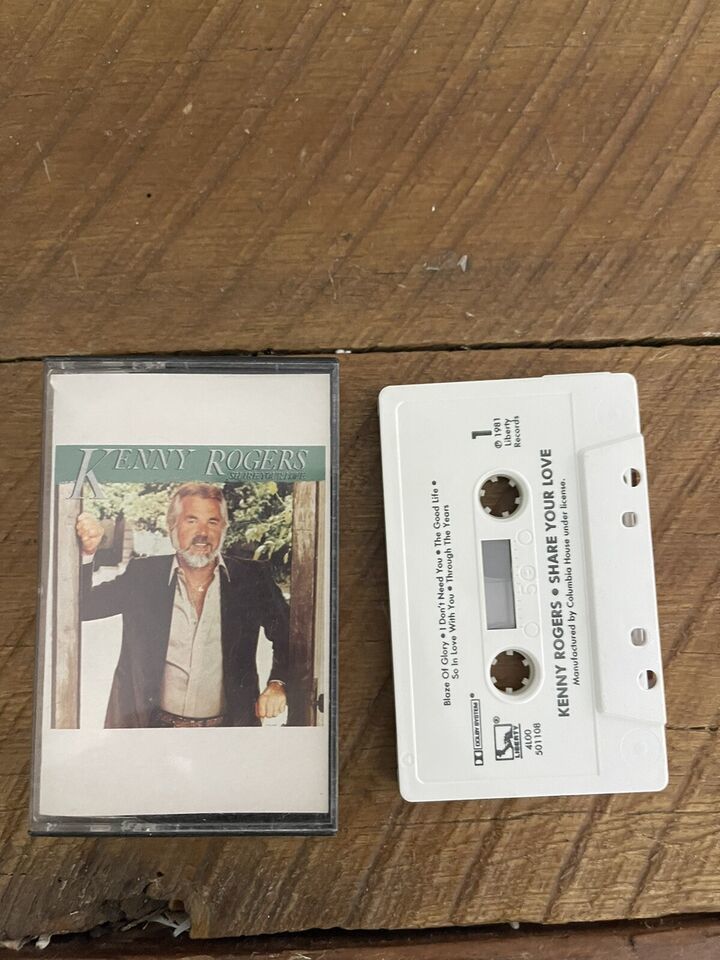 KENNY ROGERS
SHARE YOUR LOVE
Blaze Of Glory • I Don't Need You • The Good Life •
So In Love With You • Through The Years
1
℗ 1981
Liberty
Records
50
DOLBY SYSTEM®
LIBERTY®
4L00
501108
KENNY ROGERS • SHARE YOUR LOVE
Manufactured by Columbia House under license.